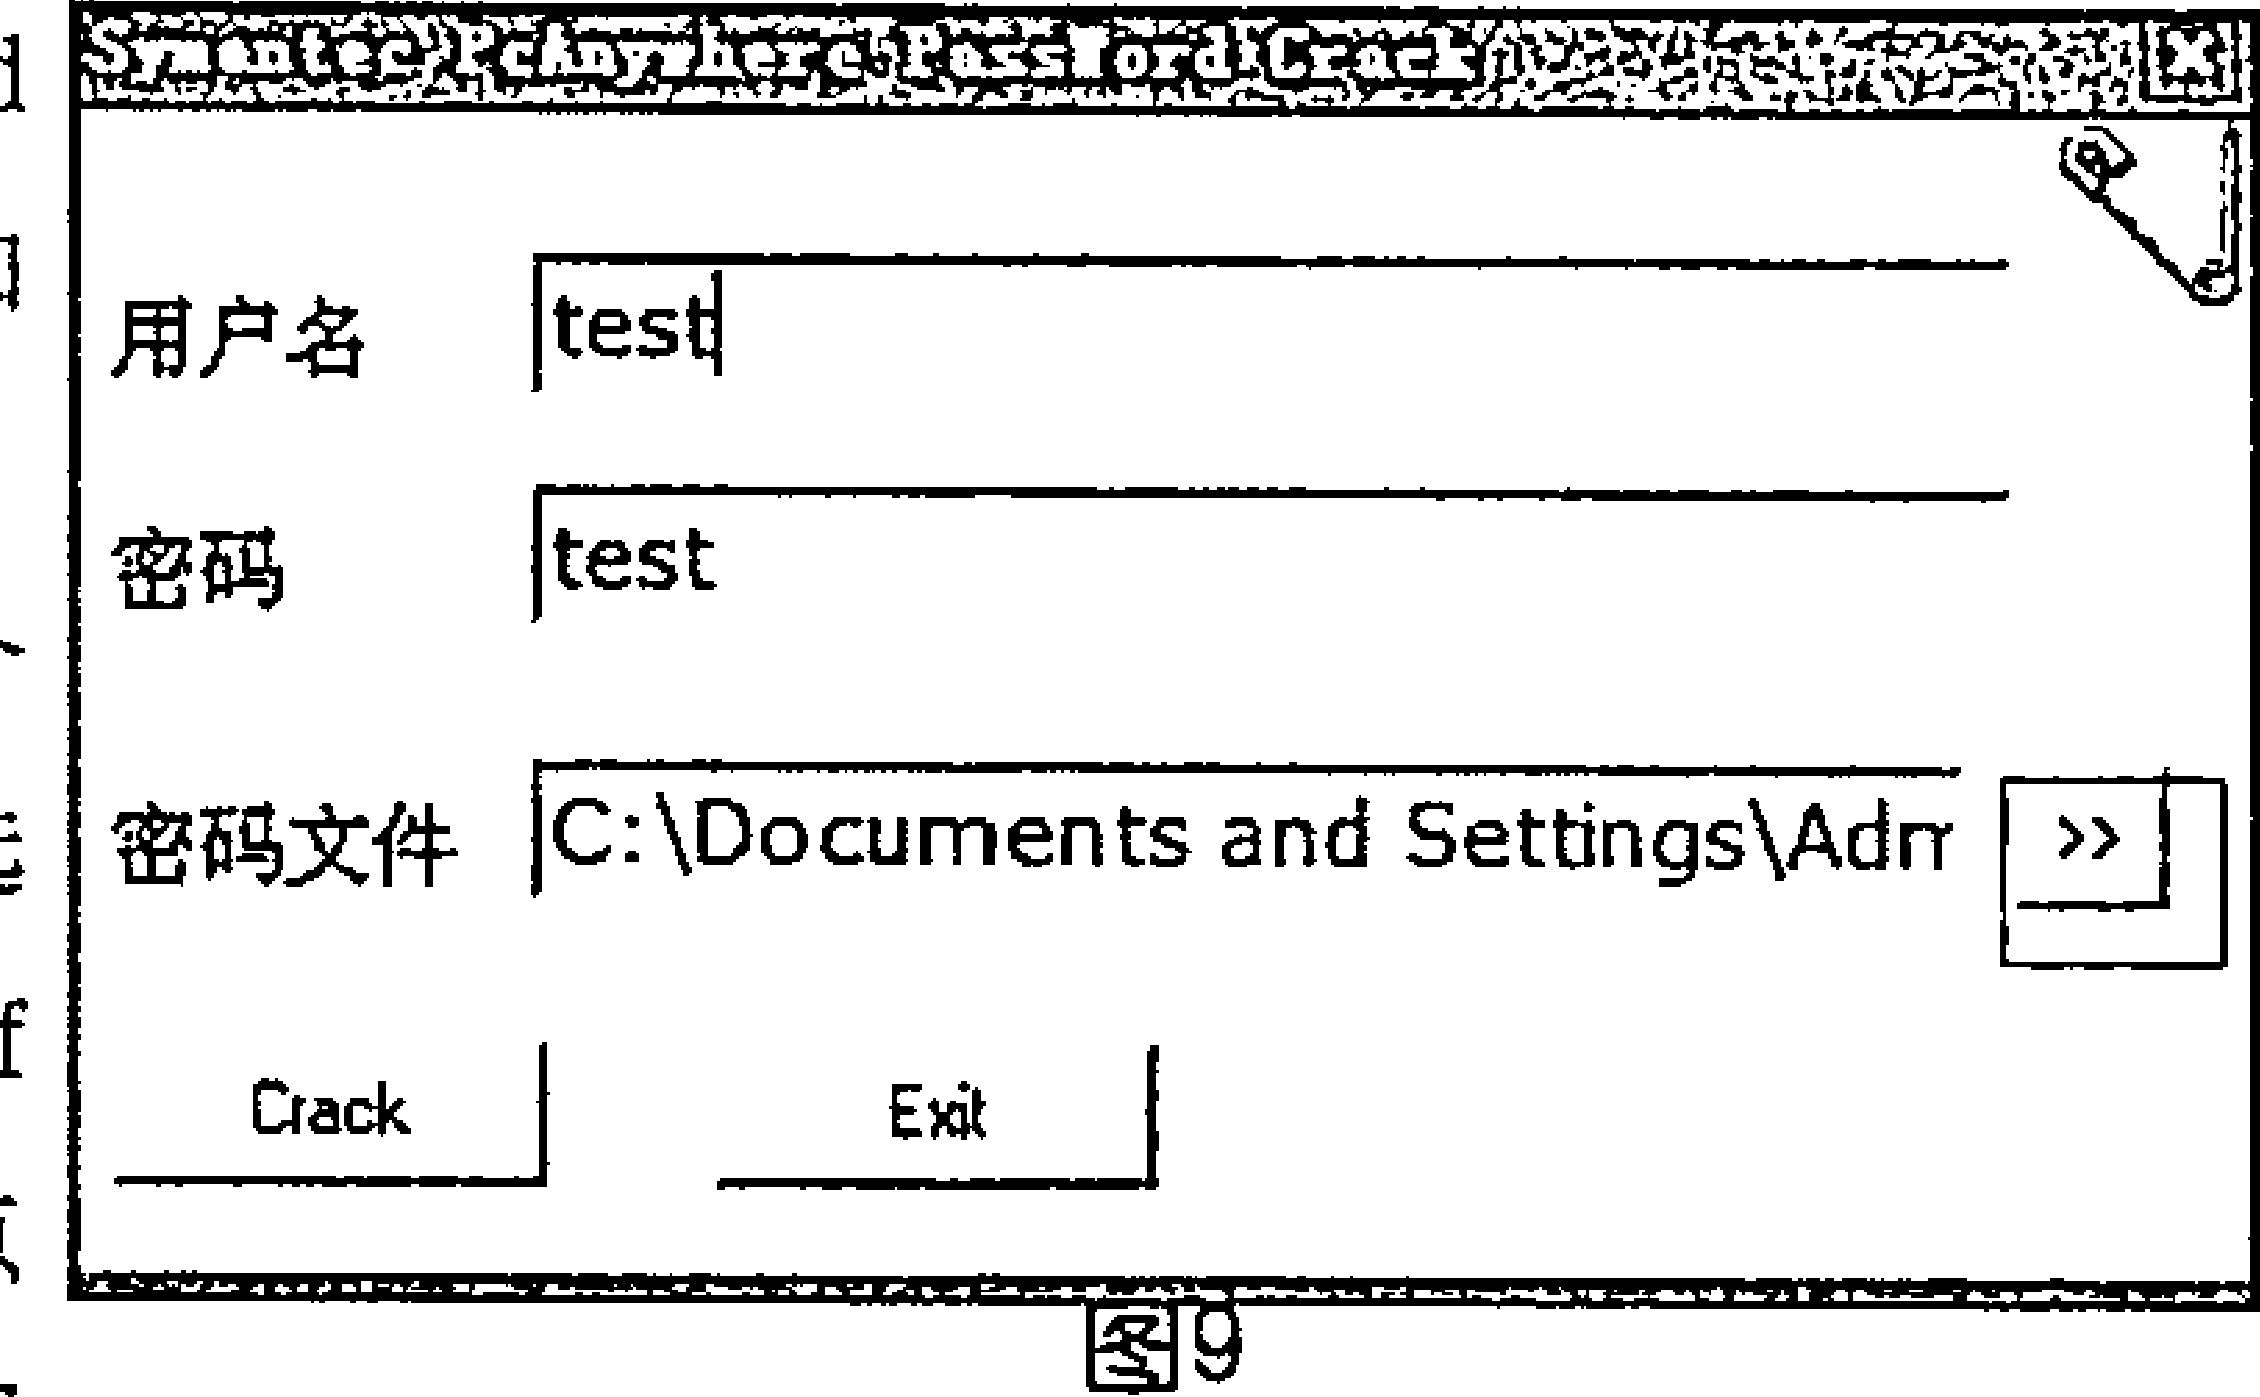 Symantec PcAnywhere PassWord Crack
用户名 test
密码 test
密码文件 C:\Documents and Settings\Adm >>
Crack Exit
图9